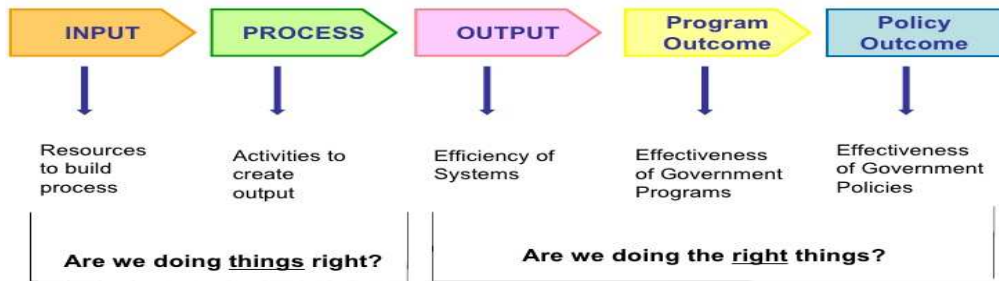 INPUT
PROCESS
OUTPUT
Program
Outcome
Policy
Outcome
Resources
to build
process
Activities to
create
output
Efficiency of
Systems
Effectiveness
of Government
Programs
Effectiveness
of Government
Policies
Are we doing things right?
Are we doing the right things?